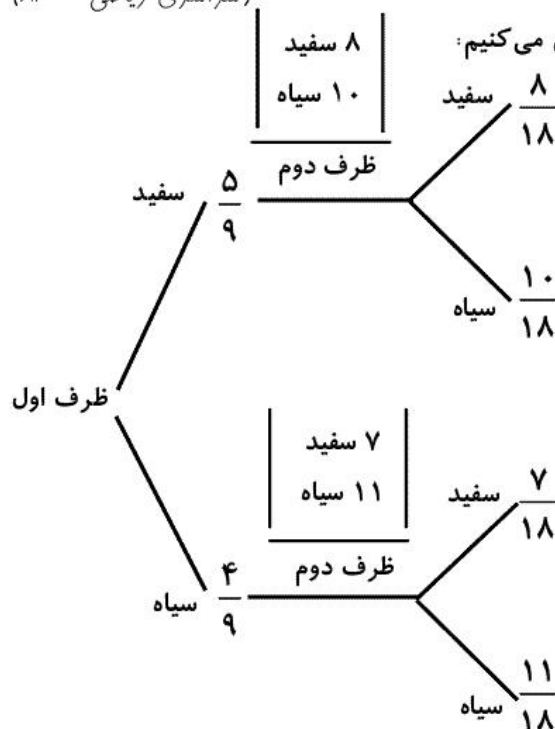 می‌کنیم:
۸ سفید
۱۰ سیاه
ظرف دوم
سفید
۵/۹
سفید
۸/۱۸
سیاه
۱۰/۱۸
ظرف اول
۷ سفید
۱۱ سیاه
ظرف دوم
سیاه
۴/۹
سفید
۷/۱۸
سیاه
۱۱/۱۸